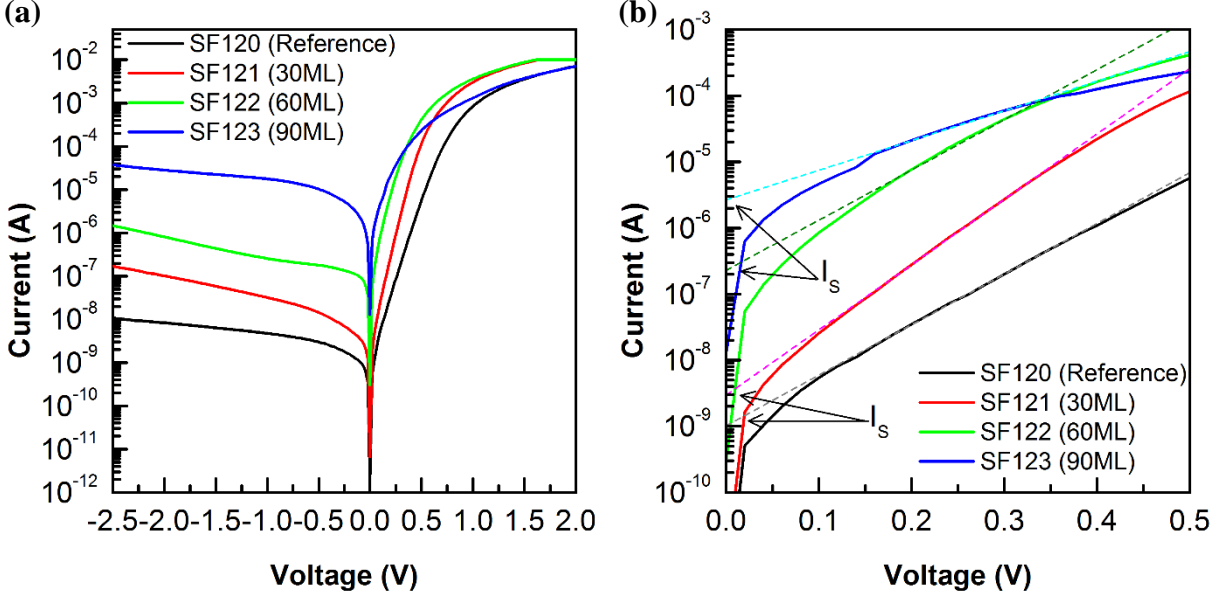 (a)
SF120 (Reference)
SF121 (30ML)
SF122 (60ML)
SF123 (90ML)
10⁻²
10⁻³
10⁻⁴
10⁻⁵
10⁻⁶
10⁻⁷
10⁻⁸
10⁻⁹
10⁻¹⁰
10⁻¹¹
10⁻¹²
Current (A)
-2.5 -2.0 -1.5 -1.0 -0.5 0.0 0.5 1.0 1.5 2.0
Voltage (V)
(b)
10⁻³
10⁻⁴
10⁻⁵
10⁻⁶
10⁻⁷
10⁻⁸
10⁻⁹
10⁻¹⁰
Current (A)
I_S
I_S
SF120 (Reference)
SF121 (30ML)
SF122 (60ML)
SF123 (90ML)
0.0 0.1 0.2 0.3 0.4 0.5
Voltage (V)